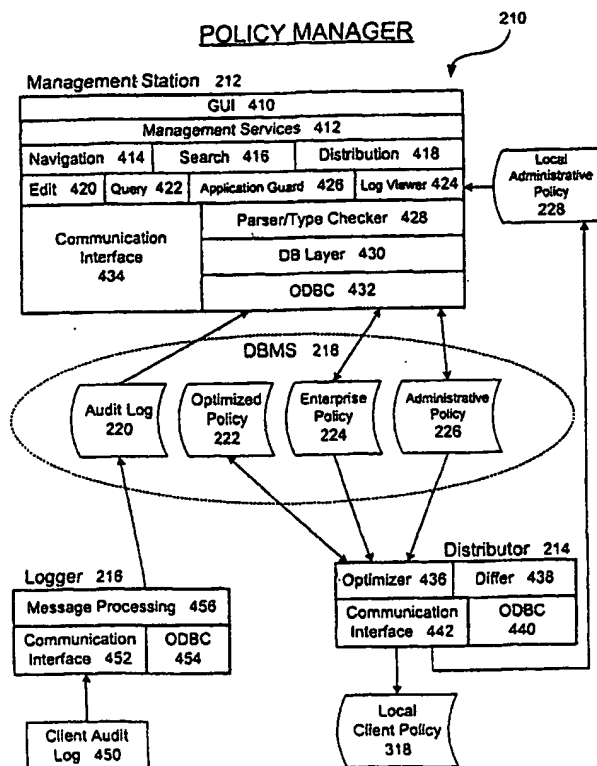 POLICY MANAGER
210
Management Station 212
GUI 410
Management Services 412
Navigation 414
Search 416
Distribution 418
Edit 420
Query 422
Application Guard 426
Log Viewer 424
Local
Administrative
Policy
228
Communication
Interface
434
Parser/Type Checker 428
DB Layer 430
ODBC 432
DBMS 218
Audit Log
220
Optimized
Policy
222
Enterprise
Policy
224
Administrative
Policy
226
Logger 216
Message Processing 456
Communication
Interface 452
ODBC
454
Client Audit
Log 450
Distributor 214
Optimizer 436
Differ 438
Communication
Interface 442
ODBC
440
Local
Client Policy
318